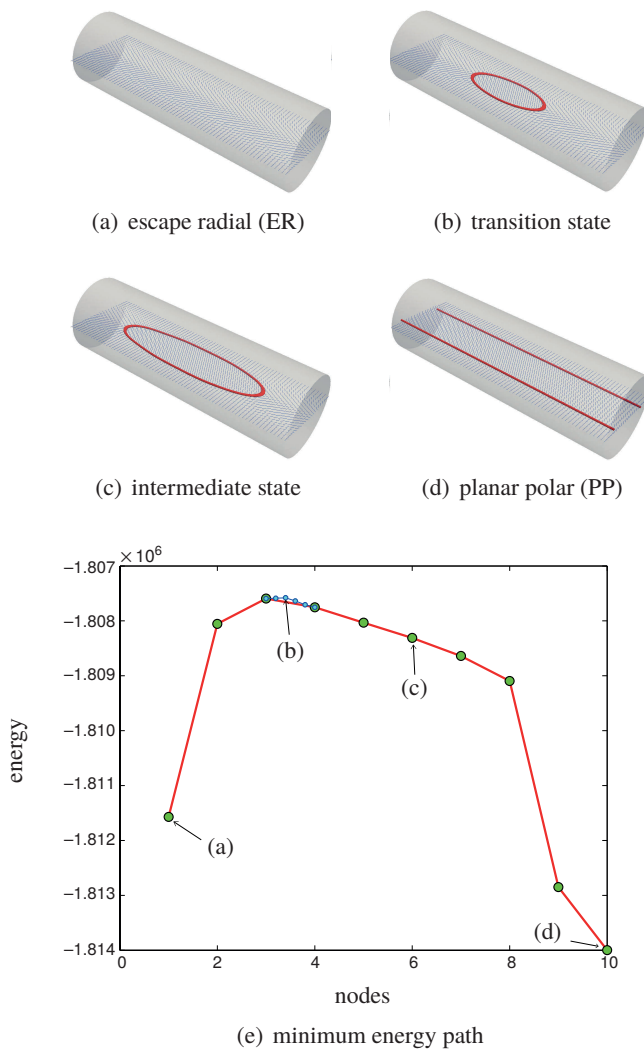 (a) escape radial (ER)
(b) transition state
(c) intermediate state
(d) planar polar (PP)
× 10⁶
−1.807
−1.808
−1.809
−1.810
−1.811
−1.812
−1.813
−1.814
energy
(a)
(b)
(c)
(d)
0 2 4 6 8 10
nodes
(e) minimum energy path